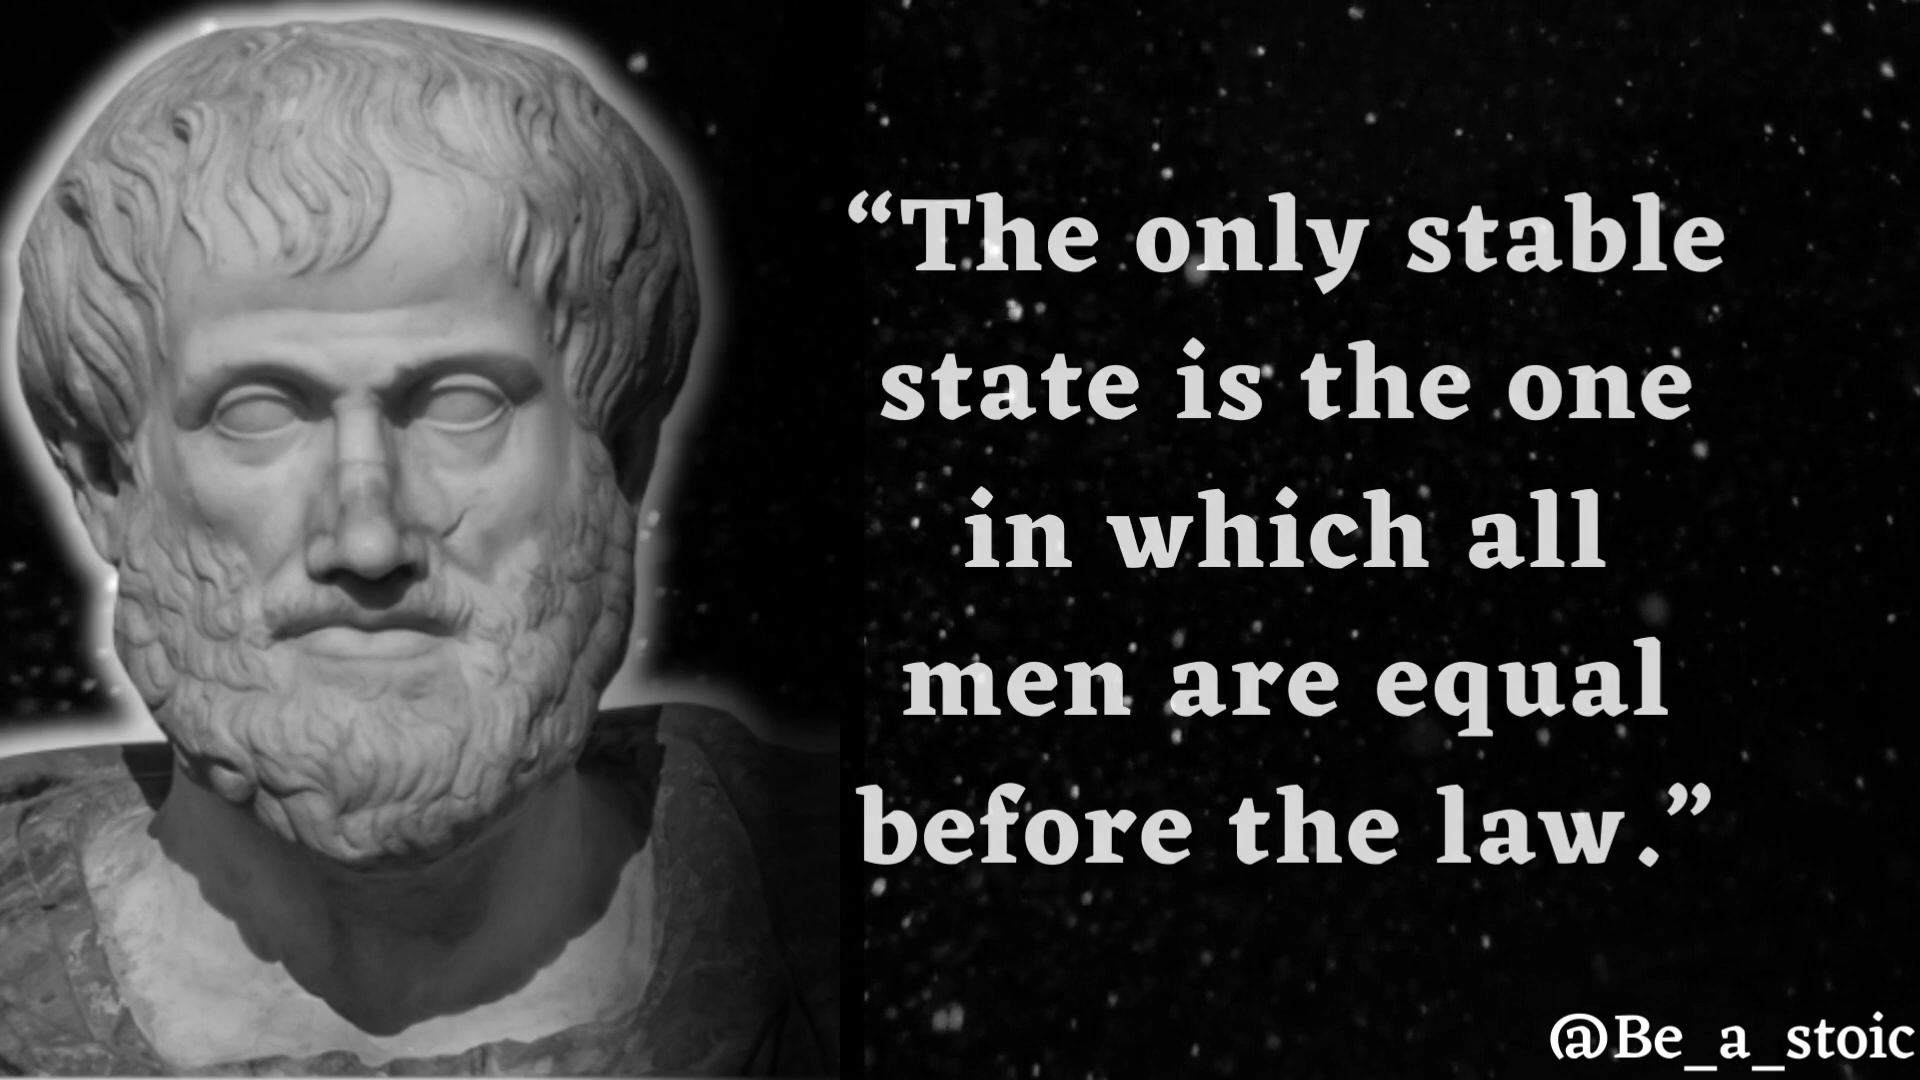 “The only stable
state is the one
in which all
men are equal
before the law.”
@Be_a_stoic